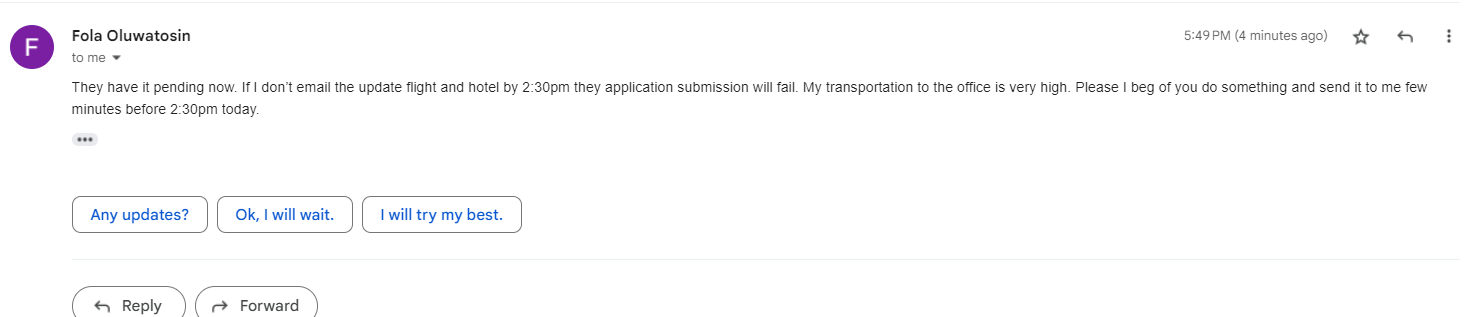 F
Fola Oluwatosin
5:49 PM (4 minutes ago)
to me
They have it pending now. If I don’t email the update flight and hotel by 2:30pm they application submission will fail. My transportation to the office is very high. Please I beg of you do something and send it to me few
minutes before 2:30pm today.
Any updates?
Ok, I will wait.
I will try my best.
Reply
Forward